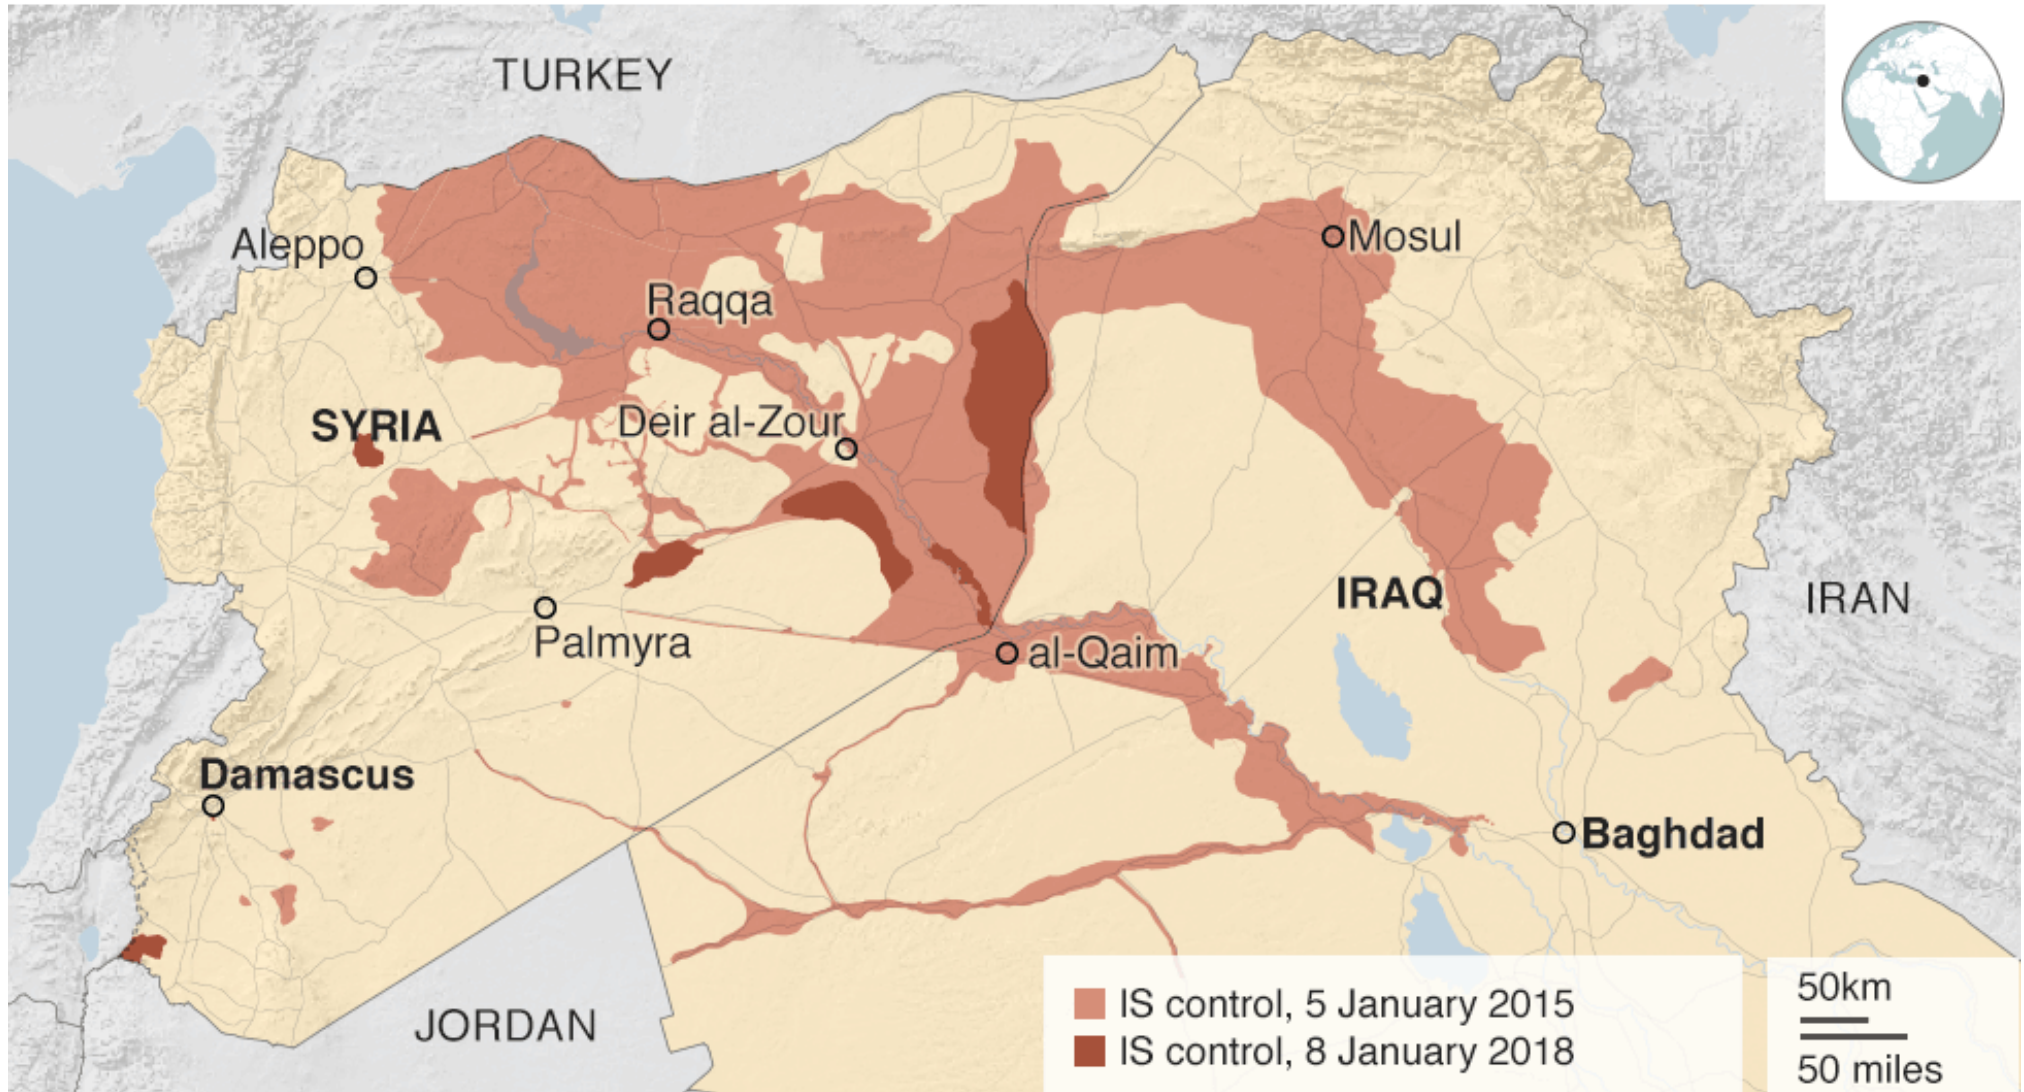 TURKEY
Aleppo
Mosul
Raqqa
SYRIA
Deir al-Zour
IRAQ
IRAN
Palmyra
al-Qaim
Damascus
Baghdad
JORDAN
IS control, 5 January 2015
IS control, 8 January 2018
50km
50 miles